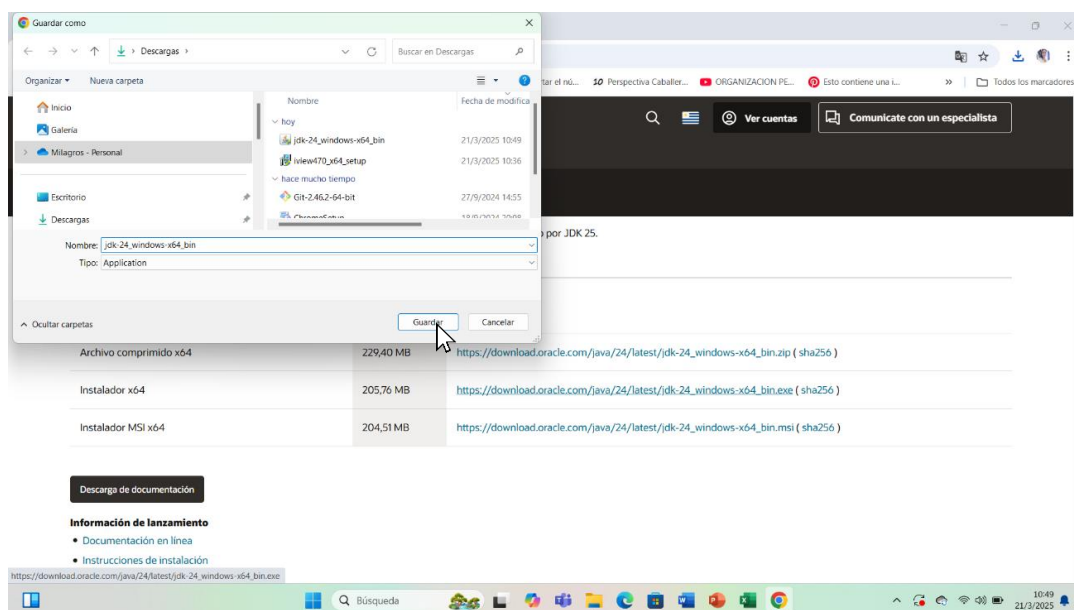 Guardar como
Descargas
Buscar en Descargas
Organizar
Nueva carpeta
tar el nú...
Perspectiva Caballer...
ORGANIZACION PE...
Esto contiene una i...
Todos los marcadores
Inicio
Galería
Milagros - Personal
Escritorio
Descargas
Nombre
Fecha de modifica
hoy
jdk-24_windows-x64_bin 21/3/2025 10:49
iview470_x64_setup 21/3/2025 10:36
hace mucho tiempo
Git-2.46.2-64-bit 27/9/2024 14:55
Ver cuentas
Comunicate con un especialista
Nombre: jdk-24_windows-x64_bin
Tipo: Application
Ocultar carpetas
Guardar
Cancelar
por JDK 25.
Archivo comprimido x64 229,40 MB https://download.oracle.com/java/24/latest/jdk-24_windows-x64_bin.zip ( sha256 )
Instalador x64 205,76 MB https://download.oracle.com/java/24/latest/jdk-24_windows-x64_bin.exe ( sha256 )
Instalador MSI x64 204,51 MB https://download.oracle.com/java/24/latest/jdk-24_windows-x64_bin.msi ( sha256 )
Descarga de documentación
Información de lanzamiento
Documentación en línea
Instrucciones de instalación
https://download.oracle.com/java/24/latest/jdk-24_windows-x64_bin.exe
Búsqueda
10:49
21/3/2025